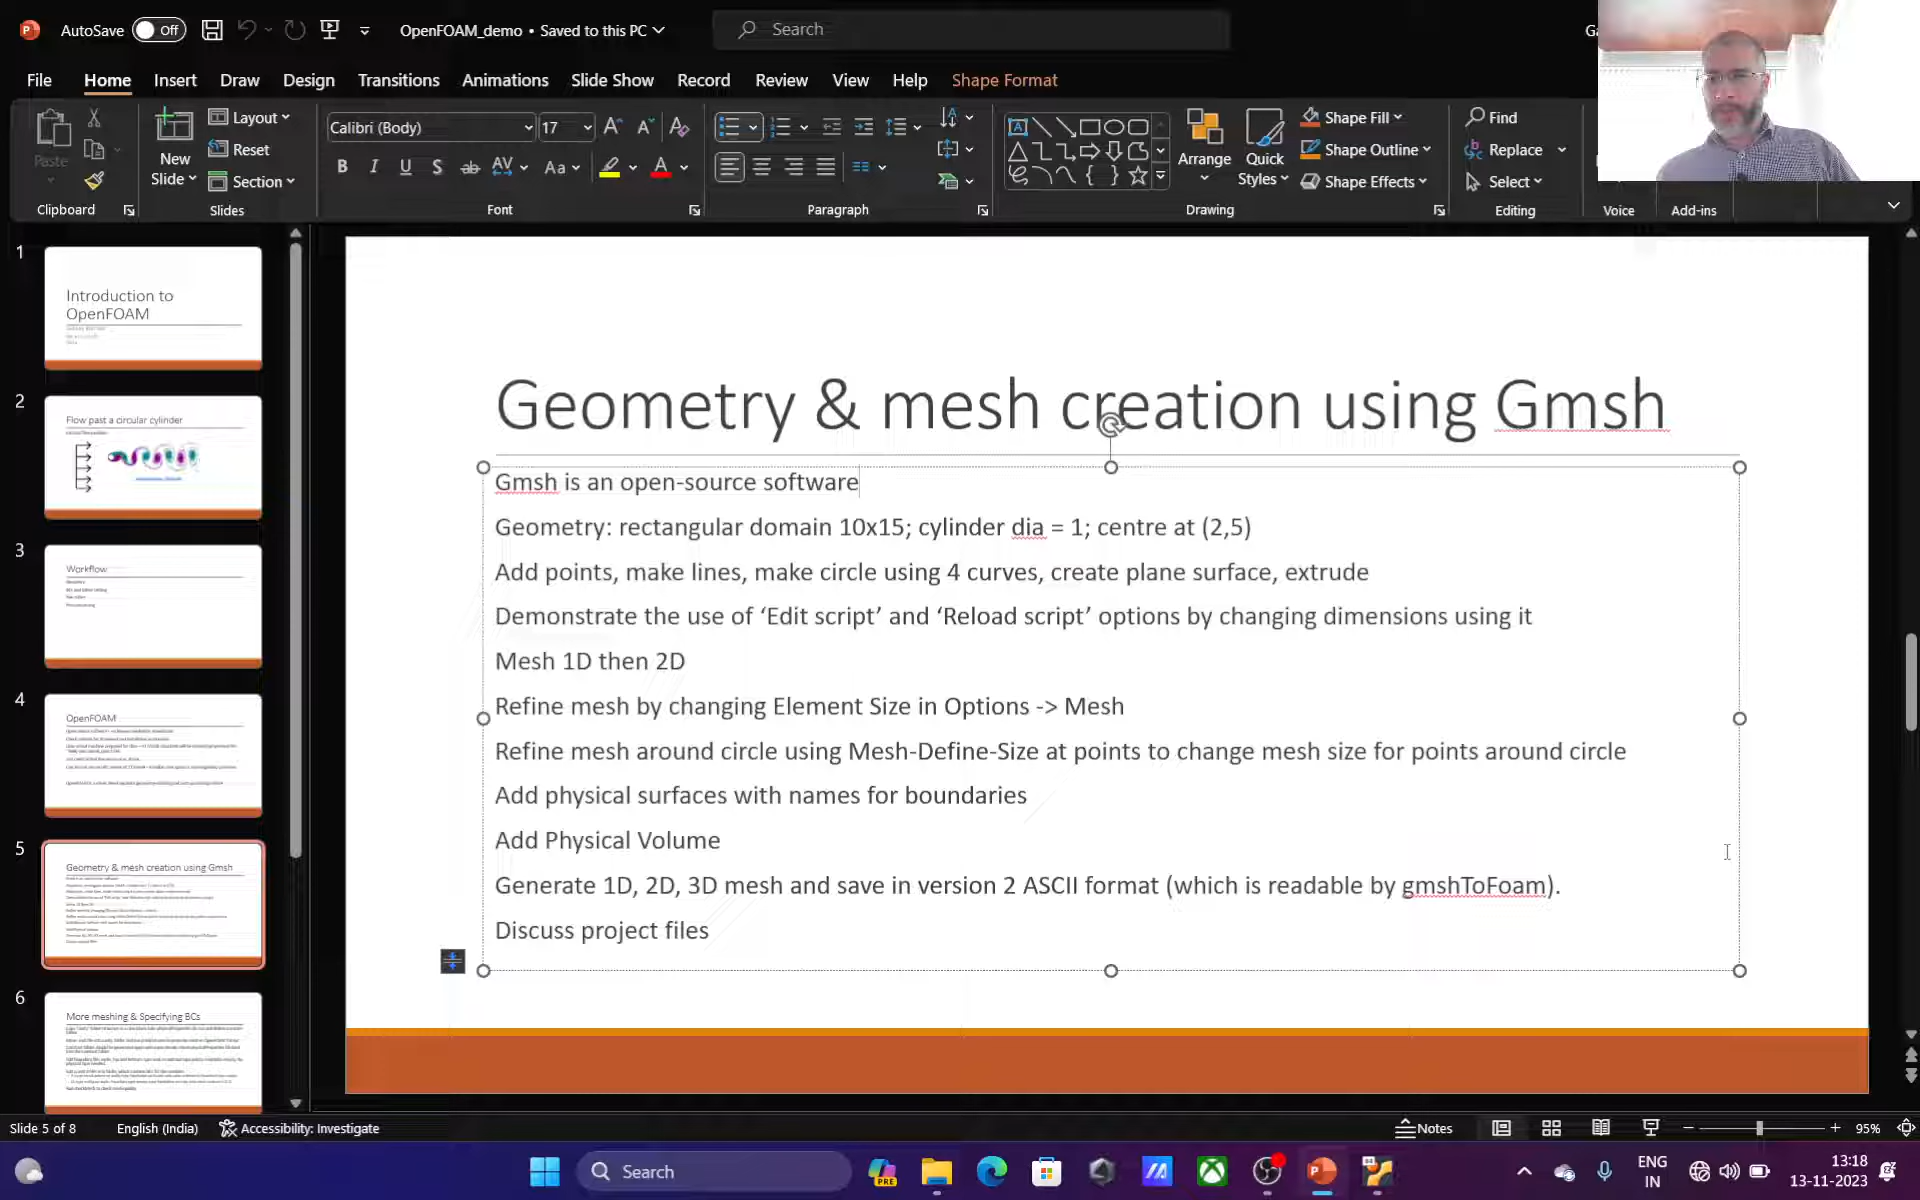 AutoSave Off OpenFOAM_demo • Saved to this PC Search
File Home Insert Draw Design Transitions Animations Slide Show Record Review View Help Shape Format
Paste
Clipboard
New Slide
Layout
Reset
Section
Slides
Calibri (Body) 17
Font
Paragraph
Arrange
Quick Styles
Shape Fill
Shape Outline
Shape Effects
Drawing
Find
Replace
Select
Editing
Voice
Add-ins
1
Introduction to
OpenFOAM
2
Flow past a circular cylinder
3
Workflow
4
OpenFOAM
5
Geometry & mesh creation using Gmsh
6
More meshing & Specifying BCs
Geometry & mesh creation using Gmsh
Gmsh is an open-source software
Geometry: rectangular domain 10x15; cylinder dia = 1; centre at (2,5)
Add points, make lines, make circle using 4 curves, create plane surface, extrude
Demonstrate the use of ‘Edit script’ and ‘Reload script’ options by changing dimensions using it
Mesh 1D then 2D
Refine mesh by changing Element Size in Options -> Mesh
Refine mesh around circle using Mesh-Define-Size at points to change mesh size for points around circle
Add physical surfaces with names for boundaries
Add Physical Volume
Generate 1D, 2D, 3D mesh and save in version 2 ASCII format (which is readable by gmshToFoam).
Discuss project files
Slide 5 of 8 English (India) Accessibility: Investigate Notes 95%
Search
PRE
ENG
IN
13:18
13-11-2023